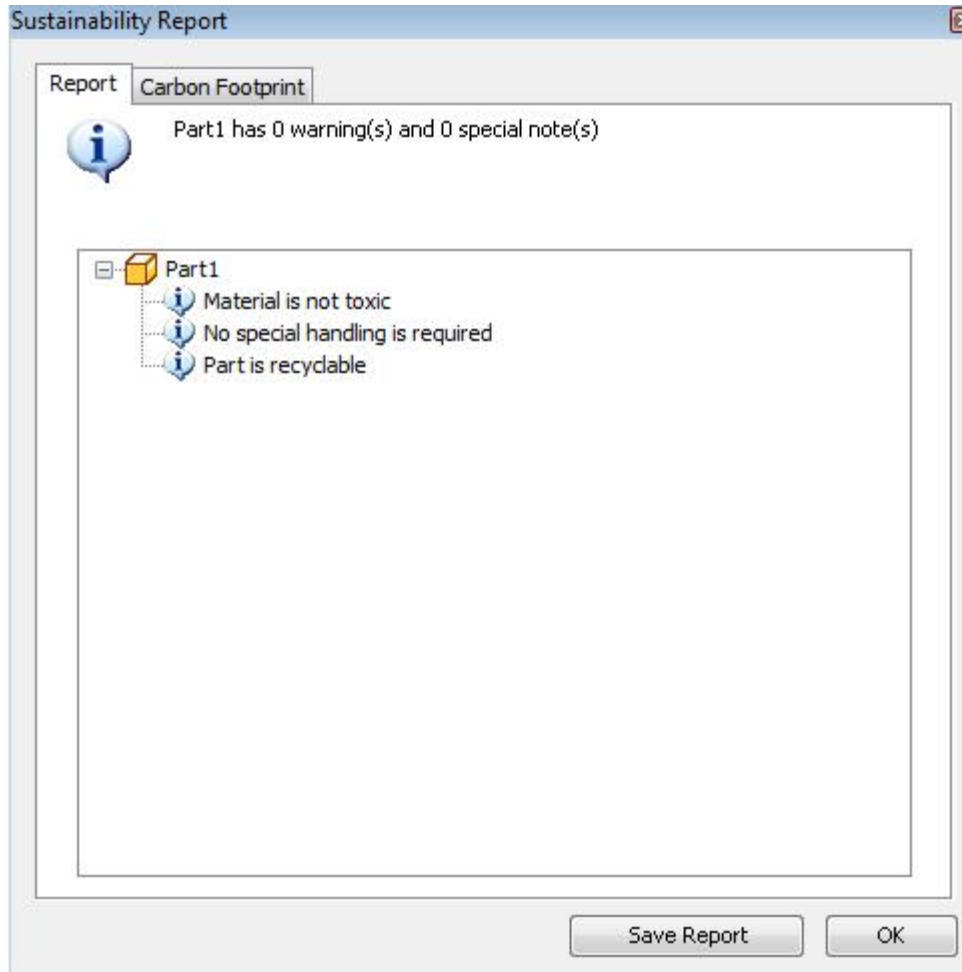 Sustainability Report
Report
Carbon Footprint
Part1 has 0 warning(s) and 0 special note(s)
Part1
Material is not toxic
No special handling is required
Part is recyclable
Save Report
OK